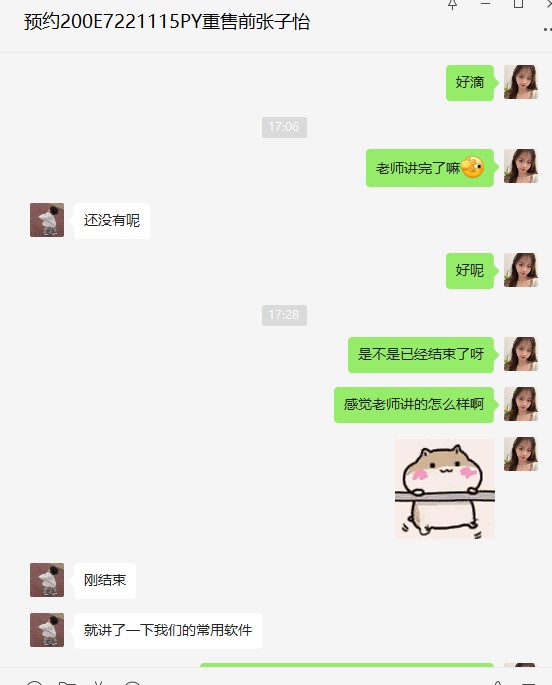 预约200E7221115PY重售前张子怡
好滴
17:06
老师讲完了嘛
还没有呢
好呢
17:28
是不是已经结束了呀
感觉老师讲的怎么样啊
刚结束
就讲了一下我们的常用软件